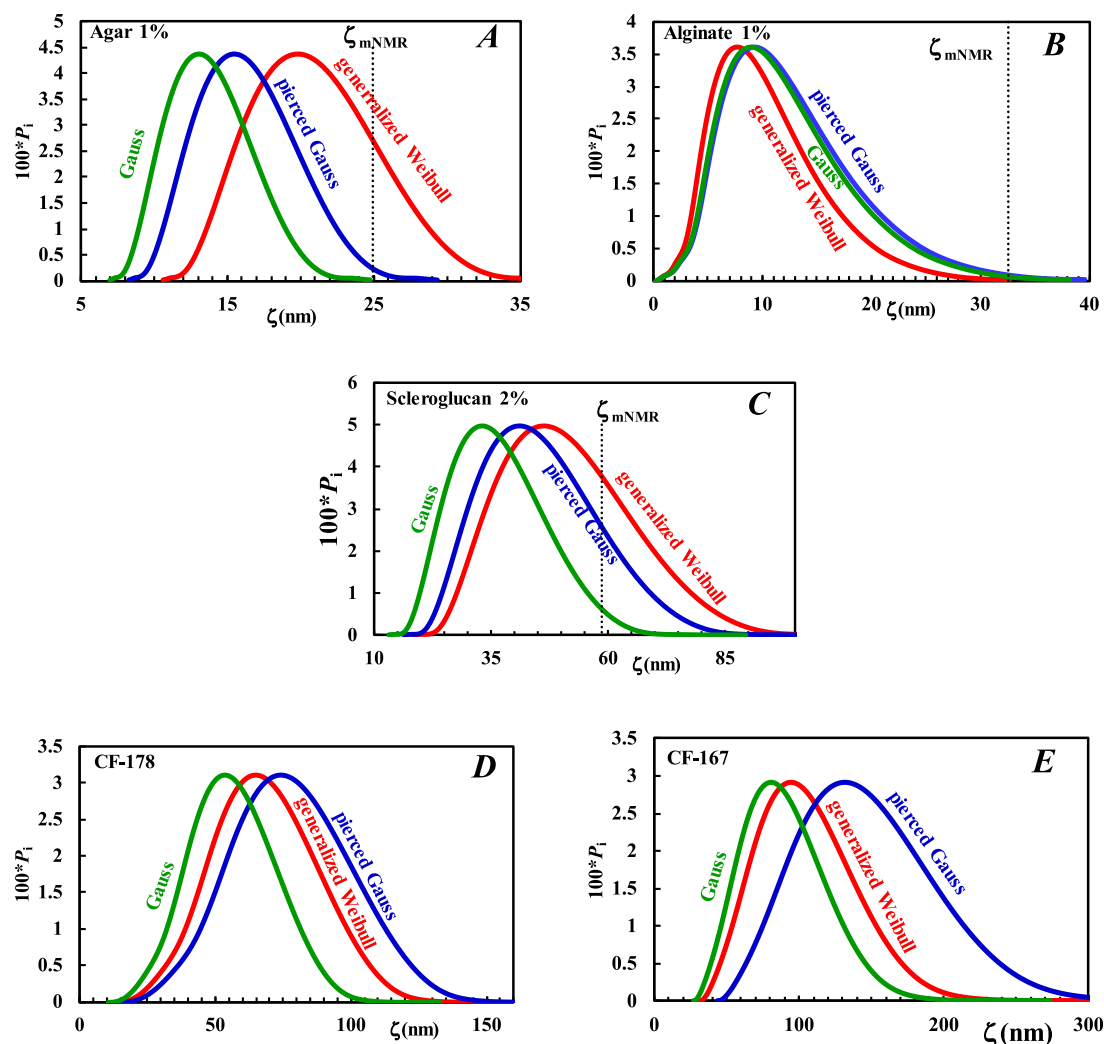 Agar 1%
A
ζmNMR
Gauss
pierced Gauss
generralized Weibull
100*Pi
5
4.5
4
3.5
3
2.5
2
1.5
1
0.5
0
5
15
25
35
ζ(nm)
Alginate 1%
B
ζmNMR
pierced Gauss
Gauss
generalized Weibull
100*Pi
4
3.5
3
2.5
2
1.5
1
0.5
0
0
10
20
30
40
ζ(nm)
Scleroglucan 2%
C
ζmNMR
Gauss
pierced Gauss
generalized Weibull
100*Pi
6
5
4
3
2
1
0
10
35
60
85
ζ(nm)
CF-178
D
Gauss
generalized Weibull
pierced Gauss
100*Pi
3.5
3
2.5
2
1.5
1
0.5
0
0
50
100
150
ζ(nm)
CF-167
E
Gauss
generalized Weibull
pierced Gauss
100*Pi
3.5
3
2.5
2
1.5
1
0.5
0
0
100
200
300
ζ(nm)